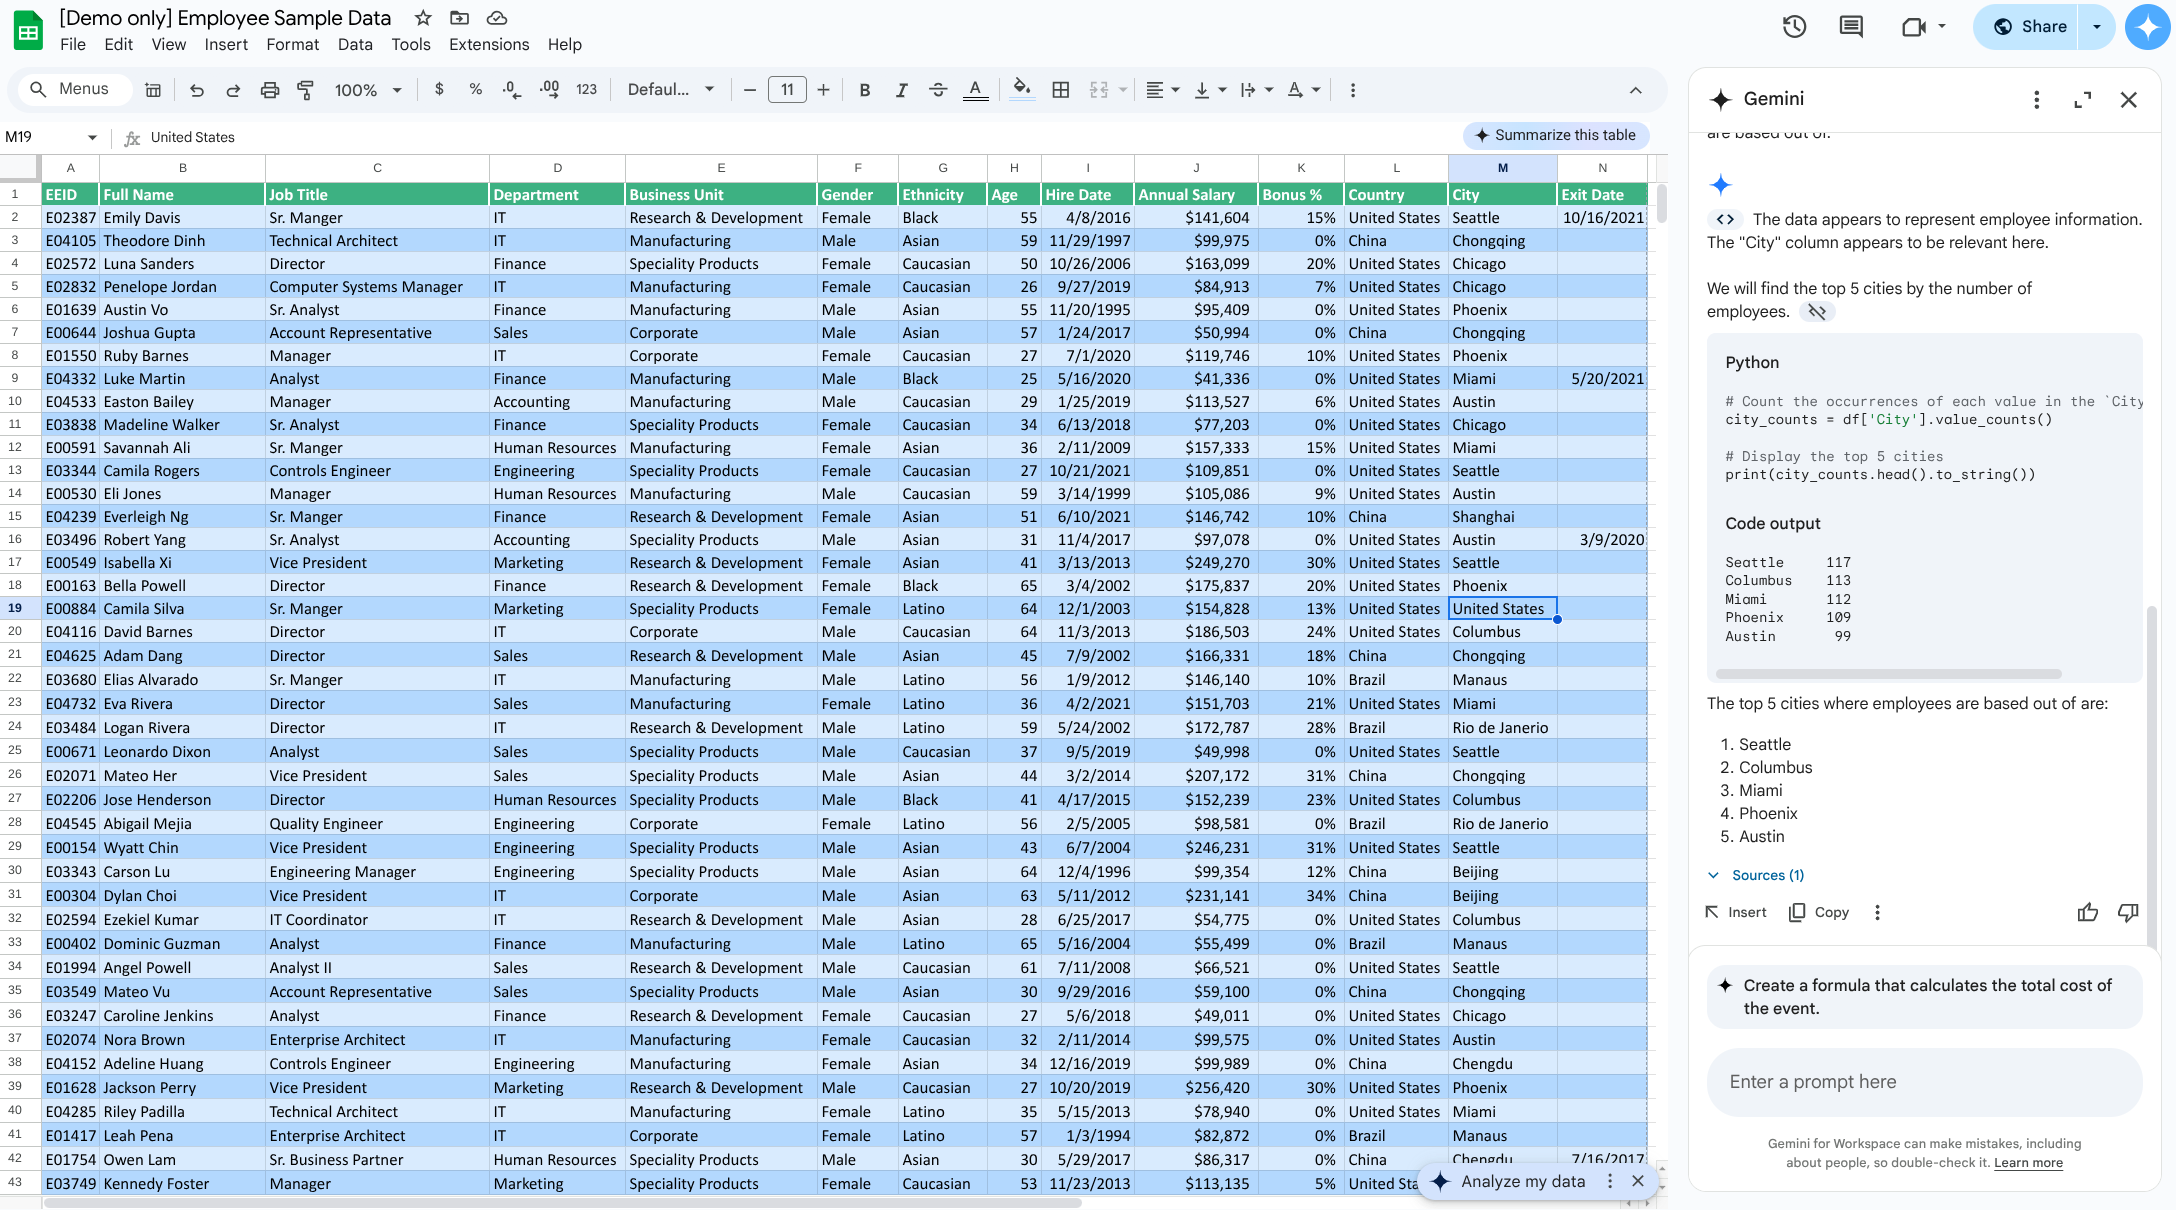 [Demo only] Employee Sample Data
File Edit View Insert Format Data Tools Extensions Help
Share
Menus 100% $ % .0 .00 123 Defaul... 11 B I A
M19 United States Summarize this table
A B C D E F G H I J K L M N
1 EEID Full Name Job Title Department Business Unit Gender Ethnicity Age Hire Date Annual Salary Bonus % Country City Exit Date
2 E02387 Emily Davis Sr. Manger IT Research & Development Female Black 55 4/8/2016 $141,604 15% United States Seattle 10/16/2021
3 E04105 Theodore Dinh Technical Architect IT Manufacturing Male Asian 59 11/29/1997 $99,975 0% China Chongqing
4 E02572 Luna Sanders Director Finance Speciality Products Female Caucasian 50 10/26/2006 $163,099 20% United States Chicago
5 E02832 Penelope Jordan Computer Systems Manager IT Manufacturing Female Caucasian 26 9/27/2019 $84,913 7% United States Chicago
6 E01639 Austin Vo Sr. Analyst Finance Manufacturing Male Asian 55 11/20/1995 $95,409 0% United States Phoenix
7 E00644 Joshua Gupta Account Representative Sales Corporate Male Asian 57 1/24/2017 $50,994 0% China Chongqing
8 E01550 Ruby Barnes Manager IT Corporate Female Caucasian 27 7/1/2020 $119,746 10% United States Phoenix
9 E04332 Luke Martin Analyst Finance Manufacturing Male Black 25 5/16/2020 $41,336 0% United States Miami 5/20/2021
10 E04533 Easton Bailey Manager Accounting Manufacturing Male Caucasian 29 1/25/2019 $113,527 6% United States Austin
11 E03838 Madeline Walker Sr. Analyst Finance Speciality Products Female Caucasian 34 6/13/2018 $77,203 0% United States Chicago
12 E00591 Savannah Ali Sr. Manger Human Resources Manufacturing Female Asian 36 2/11/2009 $157,333 15% United States Miami
13 E03344 Camila Rogers Controls Engineer Engineering Speciality Products Female Caucasian 27 10/21/2021 $109,851 0% United States Seattle
14 E00530 Eli Jones Manager Human Resources Manufacturing Male Caucasian 59 3/14/1999 $105,086 9% United States Austin
15 E04239 Everleigh Ng Sr. Manger Finance Research & Development Female Asian 51 6/10/2021 $146,742 10% China Shanghai
16 E03496 Robert Yang Sr. Analyst Accounting Speciality Products Male Asian 31 11/4/2017 $97,078 0% United States Austin 3/9/2020
17 E00549 Isabella Xi Vice President Marketing Research & Development Female Asian 41 3/13/2013 $249,270 30% United States Seattle
18 E00163 Bella Powell Director Finance Research & Development Female Black 65 3/4/2002 $175,837 20% United States Phoenix
19 E00884 Camila Silva Sr. Manger Marketing Speciality Products Female Latino 64 12/1/2003 $154,828 13% United States United States
20 E04116 David Barnes Director IT Corporate Male Caucasian 64 11/3/2013 $186,503 24% United States Columbus
21 E04625 Adam Dang Director Sales Research & Development Male Asian 45 7/9/2002 $166,331 18% China Chongqing
22 E03680 Elias Alvarado Sr. Manger IT Manufacturing Male Latino 56 1/9/2012 $146,140 10% Brazil Manaus
23 E04732 Eva Rivera Director Sales Manufacturing Female Latino 36 4/2/2021 $151,703 21% United States Miami
24 E03484 Logan Rivera Director IT Research & Development Male Latino 59 5/24/2002 $172,787 28% Brazil Rio de Janerio
25 E00671 Leonardo Dixon Analyst Sales Speciality Products Male Caucasian 37 9/5/2019 $49,998 0% United States Seattle
26 E02071 Mateo Her Vice President Sales Speciality Products Male Asian 44 3/2/2014 $207,172 31% China Chongqing
27 E02206 Jose Henderson Director Human Resources Speciality Products Male Black 41 4/17/2015 $152,239 23% United States Columbus
28 E04545 Abigail Mejia Quality Engineer Engineering Corporate Female Latino 56 2/5/2005 $98,581 0% Brazil Rio de Janerio
29 E00154 Wyatt Chin Vice President Engineering Speciality Products Male Asian 43 6/7/2004 $246,231 31% United States Seattle
30 E03343 Carson Lu Engineering Manager Engineering Speciality Products Male Asian 64 12/4/1996 $99,354 12% China Beijing
31 E00304 Dylan Choi Vice President IT Corporate Male Asian 63 5/11/2012 $231,141 34% China Beijing
32 E02594 Ezekiel Kumar IT Coordinator IT Research & Development Male Asian 28 6/25/2017 $54,775 0% United States Columbus
33 E00402 Dominic Guzman Analyst Finance Manufacturing Male Latino 65 5/16/2004 $55,499 0% Brazil Manaus
34 E01994 Angel Powell Analyst II Sales Research & Development Male Caucasian 61 7/11/2008 $66,521 0% United States Seattle
35 E03549 Mateo Vu Account Representative Sales Speciality Products Male Asian 30 9/29/2016 $59,100 0% China Chongqing
36 E03247 Caroline Jenkins Analyst Finance Research & Development Female Caucasian 27 5/6/2018 $49,011 0% United States Chicago
37 E02074 Nora Brown Enterprise Architect IT Manufacturing Female Caucasian 32 2/11/2014 $99,575 0% United States Austin
38 E04152 Adeline Huang Controls Engineer Engineering Manufacturing Female Asian 34 12/16/2019 $99,989 0% China Chengdu
39 E01628 Jackson Perry Vice President Marketing Research & Development Male Caucasian 27 10/20/2019 $256,420 30% United States Phoenix
40 E04285 Riley Padilla Technical Architect IT Manufacturing Female Latino 35 5/15/2013 $78,940 0% United States Miami
41 E01417 Leah Pena Enterprise Architect IT Corporate Female Latino 57 1/3/1994 $82,872 0% Brazil Manaus
42 E01754 Owen Lam Sr. Business Partner Human Resources Speciality Products Male Asian 30 5/29/2017 $86,317 0% China Chengdu 7/16/2017
43 E03749 Kennedy Foster Manager Marketing Speciality Products Female Caucasian 53 11/23/2013 $113,135 5% United Sta
Analyze my data
Gemini
are based out of.
The data appears to represent employee information.
The "City" column appears to be relevant here.
We will find the top 5 cities by the number of
employees.
Python
# Count the occurrences of each value in the `City
city_counts = df['City'].value_counts()
# Display the top 5 cities
print(city_counts.head().to_string())
Code output
Seattle 117
Columbus 113
Miami 112
Phoenix 109
Austin 99
The top 5 cities where employees are based out of are:
1. Seattle
2. Columbus
3. Miami
4. Phoenix
5. Austin
Sources (1)
Insert Copy
Create a formula that calculates the total cost of
the event.
Enter a prompt here
Gemini for Workspace can make mistakes, including
about people, so double-check it. Learn more